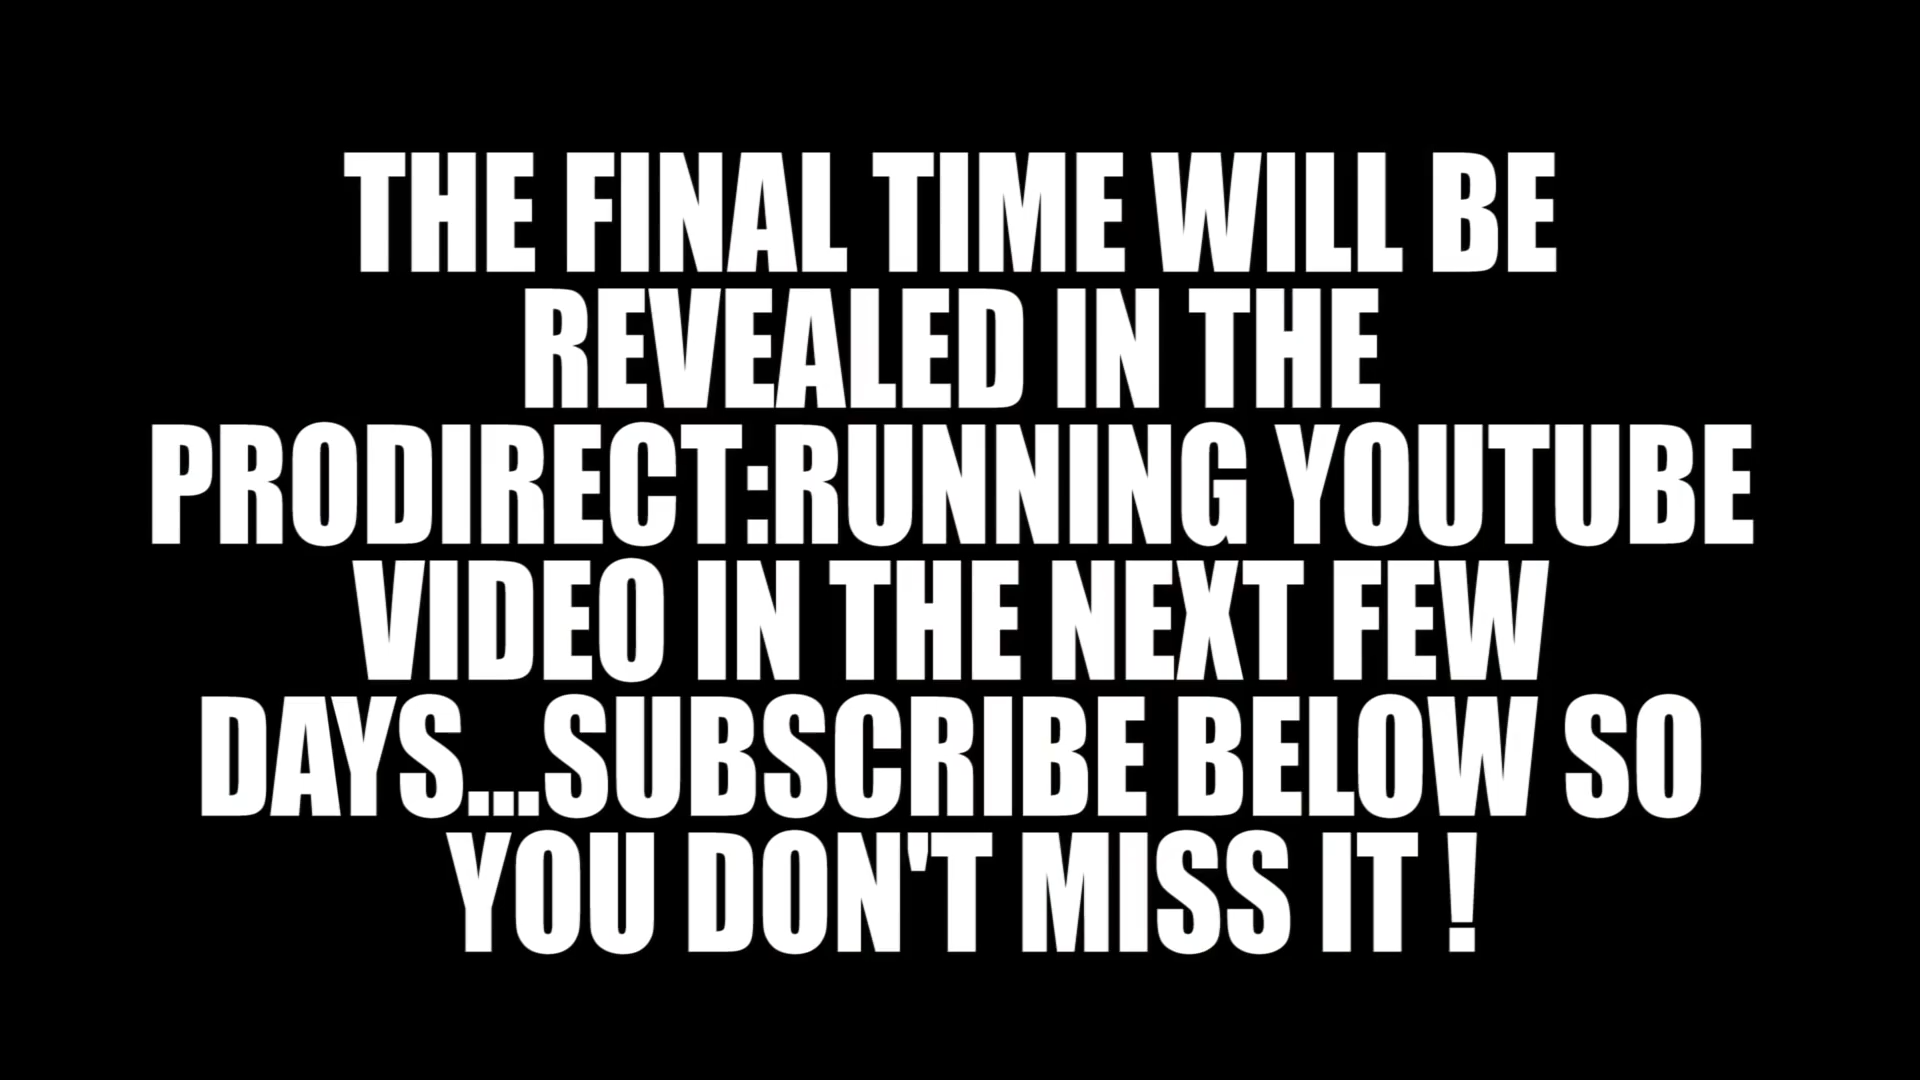 THE FINAL TIME WILL BE
REVEALED IN THE
PRODIRECT:RUNNING YOUTUBE
VIDEO IN THE NEXT FEW
DAYS...SUBSCRIBE BELOW SO
YOU DON'T MISS IT !